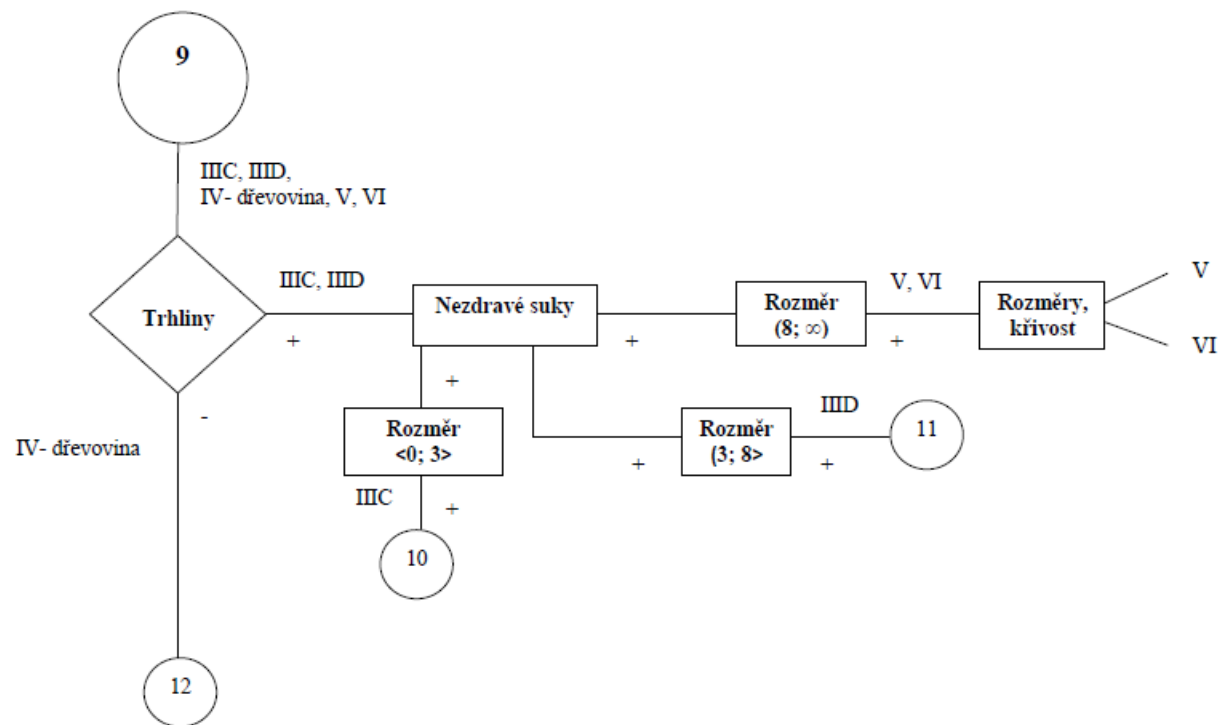 9
IIIC, IIID,
IV- dřevovina, V, VI
Trhliny
IIIC, IIID
+
Nezdravé suky
+
Rozměr
(8; ∞)
V, VI
+
Rozměry,
křivost
V
VI
+
Rozměr
<0; 3>
IIIC
+
10
+
Rozměr
(3; 8>
IIID
+
11
-
IV- dřevovina
12